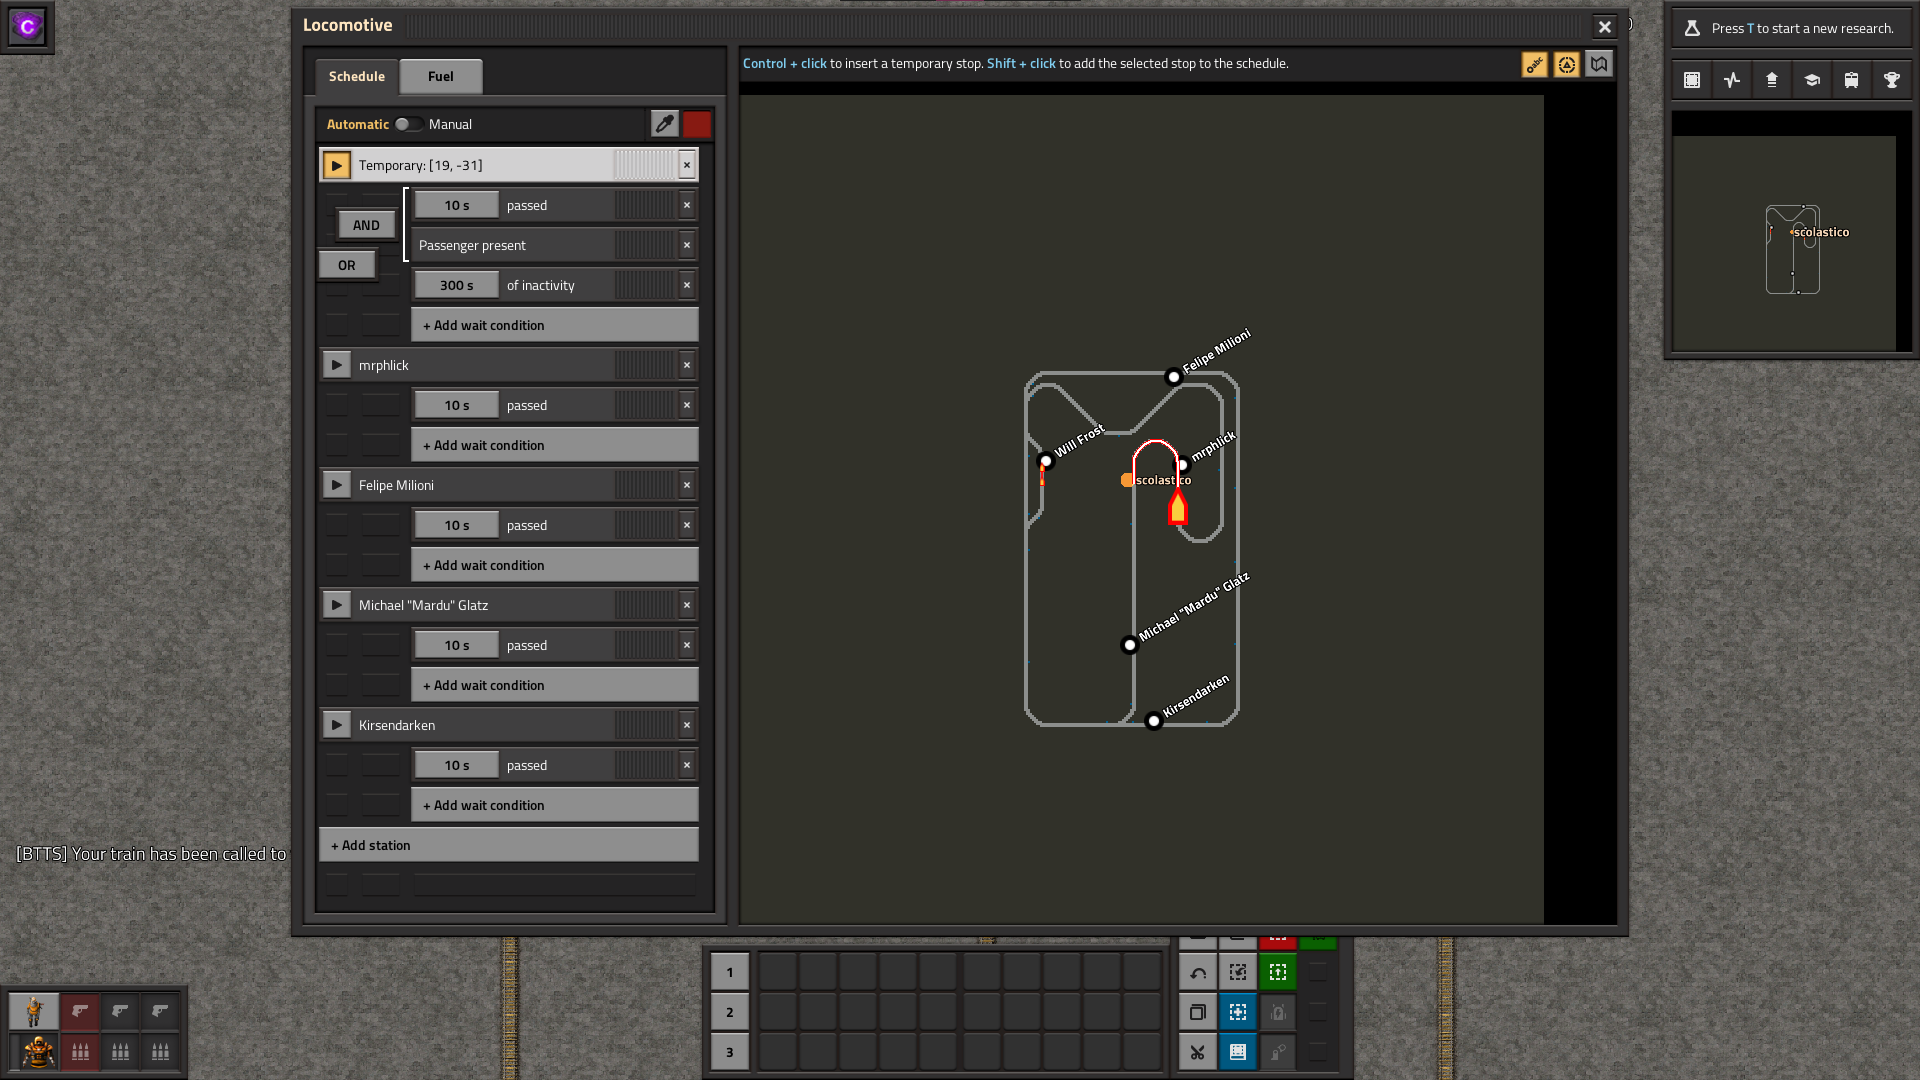 Locomotive
Schedule
Fuel
Automatic
Manual
Temporary: [19, -31]
10 s passed
AND
Passenger present
OR
300 s of inactivity
+ Add wait condition
mrphlick
10 s passed
+ Add wait condition
Felipe Milioni
10 s passed
+ Add wait condition
Michael "Mardu" Glatz
10 s passed
+ Add wait condition
Kirsendarken
10 s passed
+ Add wait condition
+ Add station
Control + click to insert a temporary stop. Shift + click to add the selected stop to the schedule.
Felipe Milioni
Will Frost
mrphlick
scolastico
Michael "Mardu" Glatz
Kirsendarken
Press T to start a new research.
scolastico
[BTTS] Your train has been called to
C
1
2
3